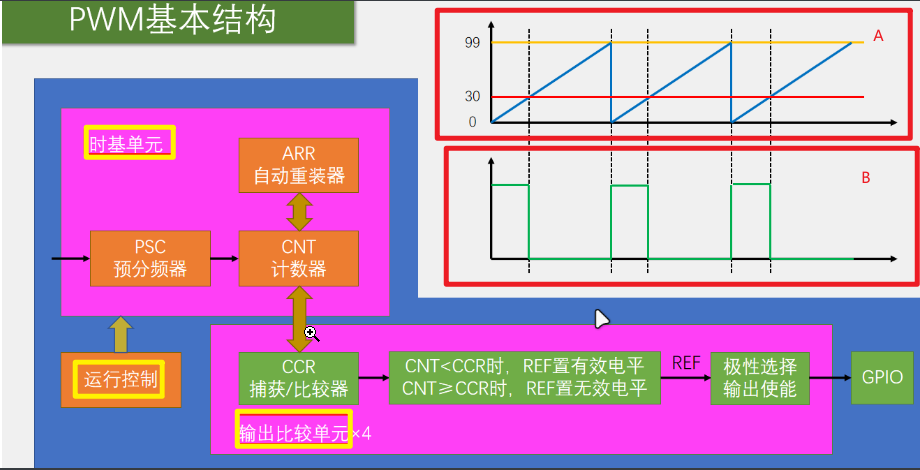 PWM基本结构
A
99
30
0
B
时基单元
ARR
自动重装器
PSC
预分频器
CNT
计数器
运行控制
CCR
捕获/比较器
CNT<CCR时，REF置有效电平
CNT≥CCR时，REF置无效电平
REF
极性选择
输出使能
GPIO
输出比较单元×4